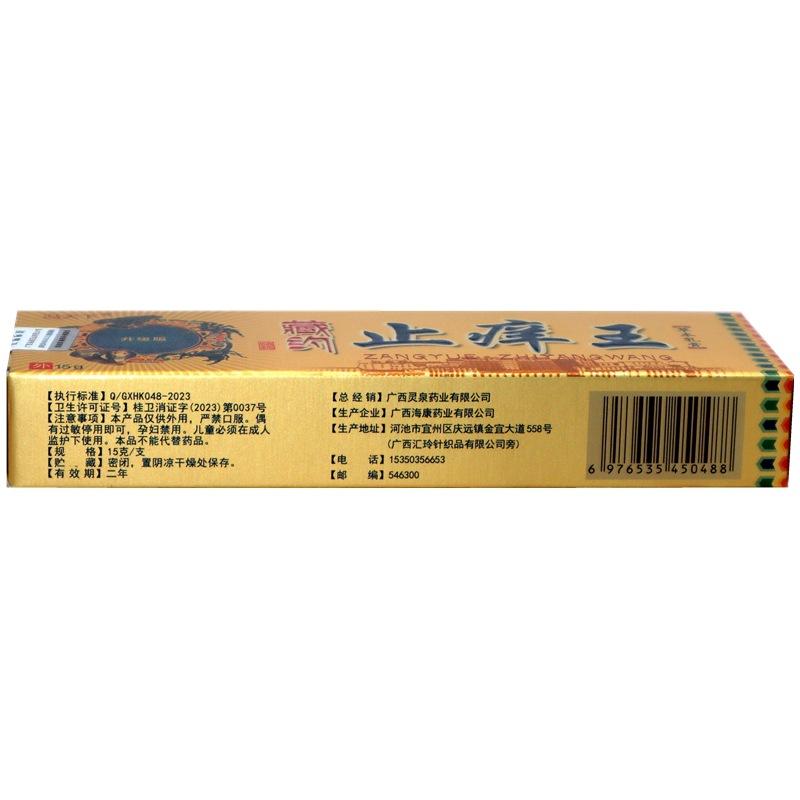 升级版
止痒王
ZANGYUE ZHIYANGWANG
外 15g
【执行标准】Q/GXHK048-2023
【卫生许可证号】桂卫消证字(2023)第0037号
【注意事项】本产品仅供外用，严禁口服。偶
有过敏停用即可，孕妇禁用。儿童必须在成人
监护下使用。本品不能代替药品。
【规 格】15克/支
【贮 藏】密闭，置阴凉干燥处保存。
【有效期】二年
【总经销】广西灵泉药业有限公司
【生产企业】广西海康药业有限公司
【生产地址】河池市宜州区庆远镇金宜大道558号
(广西汇玲针织品有限公司旁)
【电 话】15350356653
【邮 编】546300
6 976535 450488